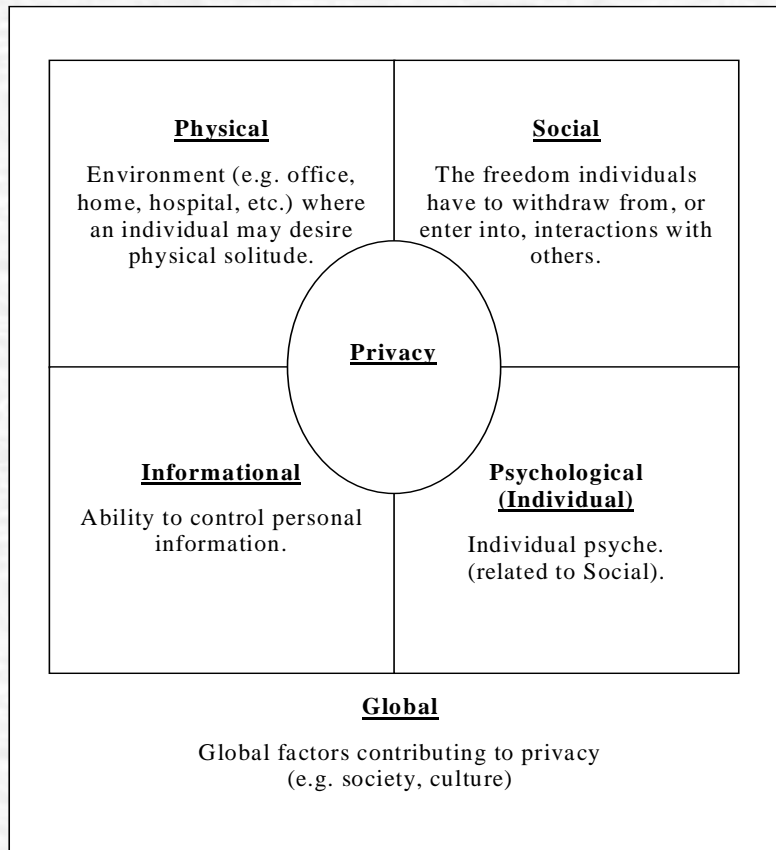 Physical
Environment (e.g. office,
home, hospital, etc.) where
an individual may desire
physical solitude.
Social
The freedom individuals
have to withdraw from, or
enter into, interactions with
others.
Privacy
Informational
Ability to control personal
information.
Psychological
(Individual)
Individual psyche.
(related to Social).
Global
Global factors contributing to privacy
(e.g. society, culture)